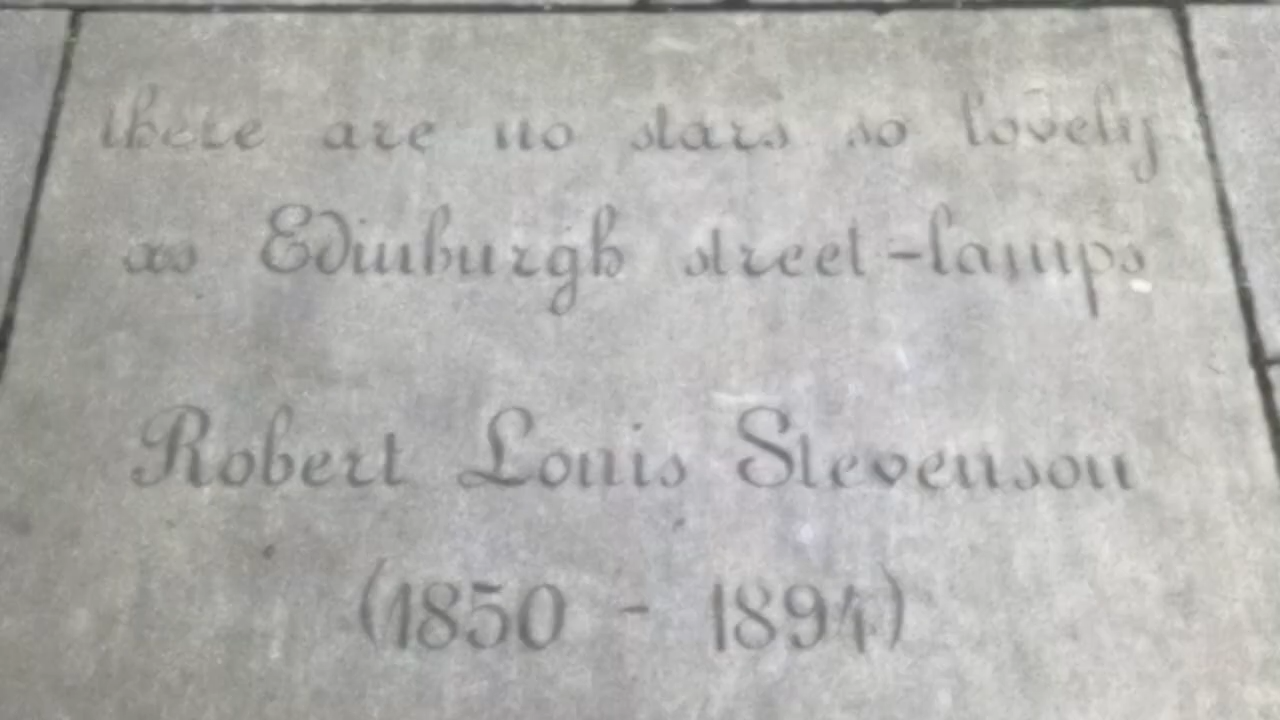 there are no stars so lovely
as Edinburgh street-lamps
Robert Louis Stevenson
(1850 - 1894)